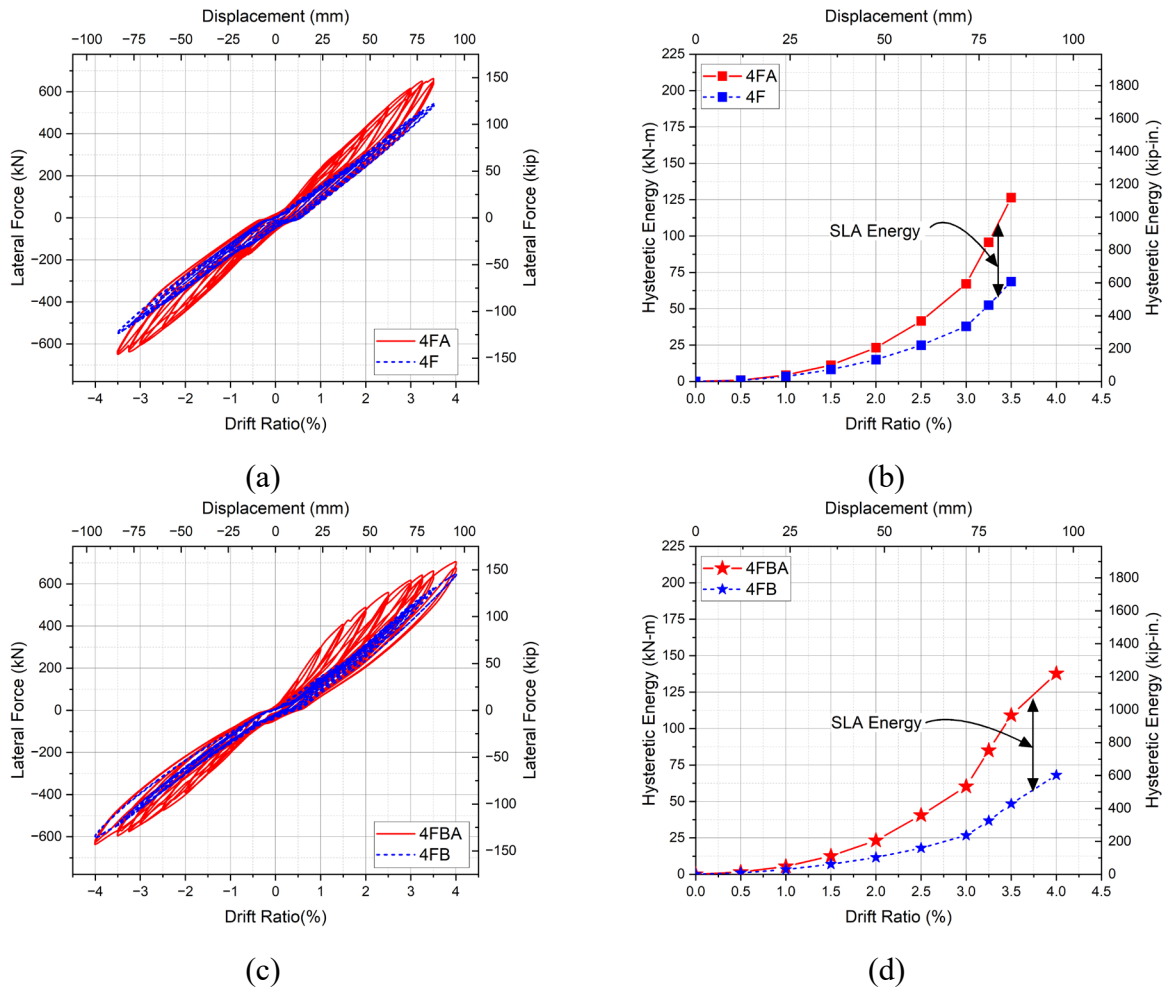 Displacement (mm)
−100 −75 −50 −25 0 25 50 75 100
Lateral Force (kN)
600
400
200
0
−200
−400
−600
150
100
50
0
−50
−100
−150
Lateral Force (kip)
4FA
4F
−4 −3 −2 −1 0 1 2 3 4
Drift Ratio(%)
(a)
Displacement (mm)
0 25 50 75 100
Hysteretic Energy (kN-m)
225
200
175
150
125
100
75
50
25
0
4FA
4F
SLA Energy
1800
1600
1400
1200
1000
800
600
400
200
0
Hysteretic Energy (kip-in.)
0.0 0.5 1.0 1.5 2.0 2.5 3.0 3.5 4.0 4.5
Drift Ratio (%)
(b)
Displacement (mm)
−100 −75 −50 −25 0 25 50 75 100
Lateral Force (kN)
600
400
200
0
−200
−400
−600
150
100
50
0
−50
−100
−150
Lateral Force (kip)
4FBA
4FB
−4 −3 −2 −1 0 1 2 3 4
Drift Ratio(%)
(c)
Displacement (mm)
0 25 50 75 100
Hysteretic Energy (kN-m)
225
200
175
150
125
100
75
50
25
0
4FBA
4FB
SLA Energy
1800
1600
1400
1200
1000
800
600
400
200
0
Hysteretic Energy (kip-in.)
0.0 0.5 1.0 1.5 2.0 2.5 3.0 3.5 4.0 4.5
Drift Ratio (%)
(d)